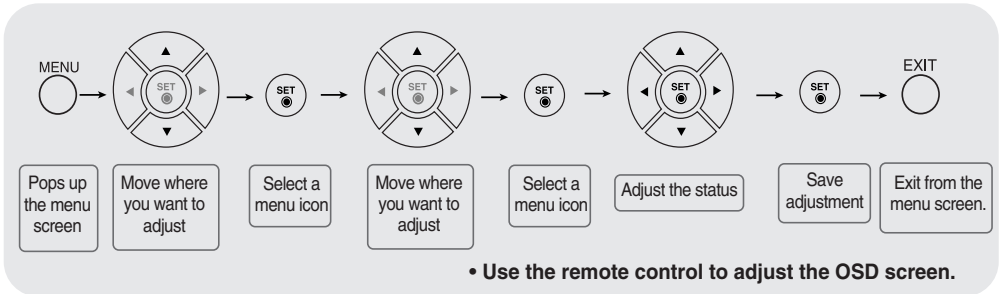 MENU
EXIT
SET
SET
SET
SET
SET
SET
Pops up
the menu
screen
Move where
you want to
adjust
Select a
menu icon
Move where
you want to
adjust
Select a
menu icon
Adjust the status
Save
adjustment
Exit from the
menu screen.
• Use the remote control to adjust the OSD screen.